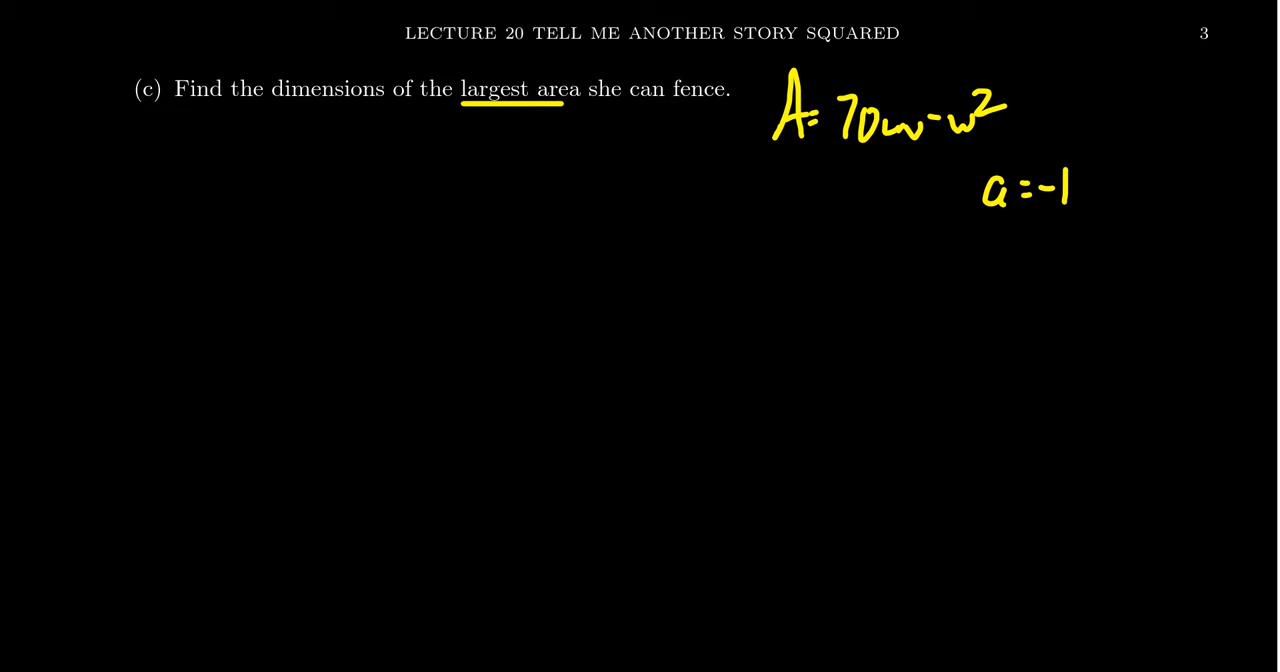 LECTURE 20 TELL ME ANOTHER STORY SQUARED 3
(c) Find the dimensions of the largest area she can fence.
A= 70w-w²
a=-1